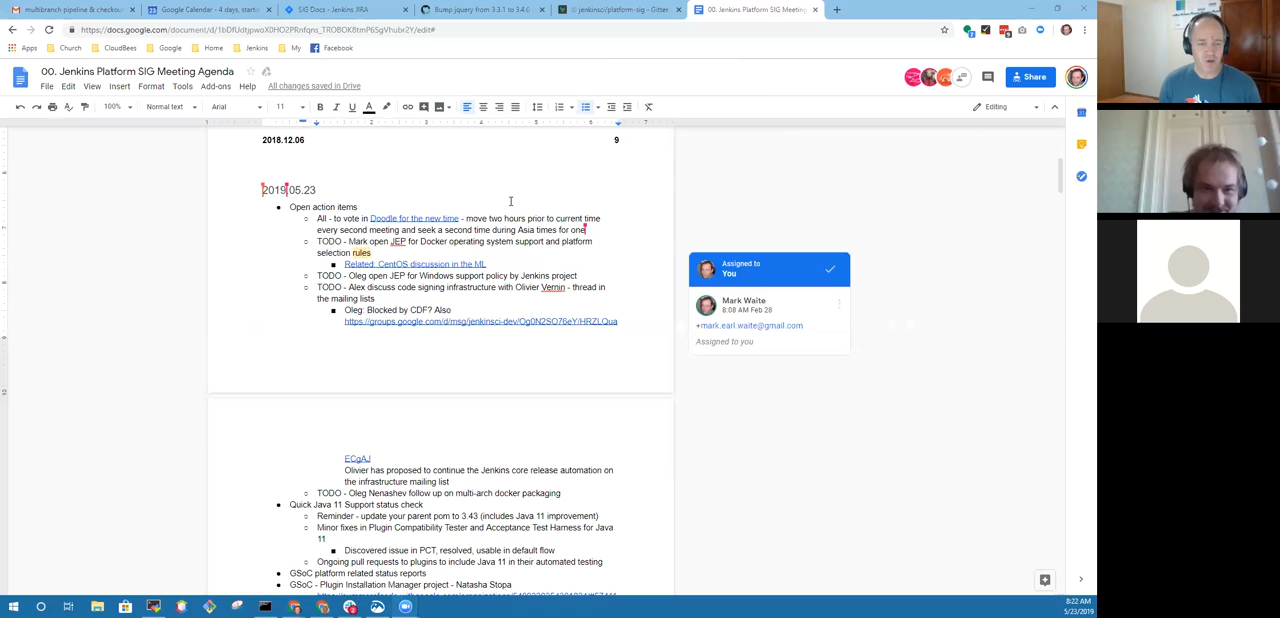 multibranch pipeline & checkou
Google Calendar - 4 days, starti
SIG Docs - Jenkins JIRA
Bump jquery from 3.3.1 to 3.4.0
jenkinsci/platform-sig - Gitter
00. Jenkins Platform SIG Meeting
https://docs.google.com/document/d/1bDfUdtjpwoX0HO2PRnfqns_TROBOK8tmP6SgVhubr2Y/edit#
Apps
Church
CloudBees
Google
Home
Jenkins
My
Facebook
00. Jenkins Platform SIG Meeting Agenda
File Edit View Insert Format Tools Add-ons Help All changes saved in Drive
Share
100% Normal text Arial 11 Editing
2018.12.06 9
2019.05.23
Open action items
All - to vote in Doodle for the new time - move two hours prior to current time
every second meeting and seek a second time during Asia times for one
TODO - Mark open JEP for Docker operating system support and platform
selection rules
Related: CentOS discussion in the ML
TODO - Oleg open JEP for Windows support policy by Jenkins project
TODO - Alex discuss code signing infrastructure with Olivier Vernin - thread in
the mailing lists
Oleg: Blocked by CDF? Also
https://groups.google.com/d/msg/jenkinsci-dev/Og0N2SO76eY/HRZLQua
ECgAJ
Olivier has proposed to continue the Jenkins core release automation on
the infrastructure mailing list
TODO - Oleg Nenashev follow up on multi-arch docker packaging
Quick Java 11 Support status check
Reminder - update your parent pom to 3.43 (includes Java 11 improvement)
Minor fixes in Plugin Compatibility Tester and Acceptance Test Harness for Java
11
Discovered issue in PCT, resolved, usable in default flow
Ongoing pull requests to plugins to include Java 11 in their automated testing
GSoC platform related status reports
GSoC - Plugin Installation Manager project - Natasha Stopa
Assigned to
You
Mark Waite
8:08 AM Feb 28
+mark.earl.waite@gmail.com
Assigned to you
8:22 AM
5/23/2019